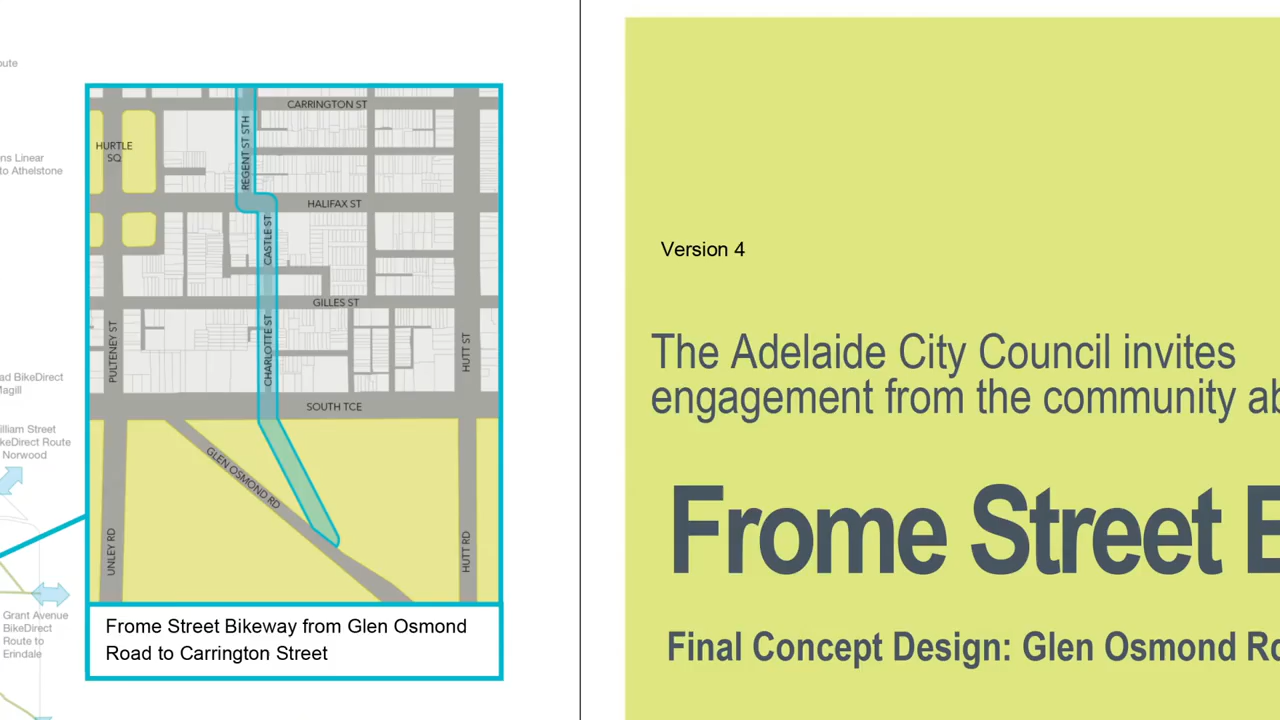 oute
ns Linear
to Athelstone
ad BikeDirect
Magill
illiam Street
keDirect Route
Norwood
Grant Avenue
BikeDirect
Route to
Erindale
CARRINGTON ST
HURTLE
SQ
REGENT ST STH
HALIFAX ST
CASTLE ST
GILLES ST
PULTENEY ST
CHARLOTTE ST
HUTT ST
SOUTH TCE
GLEN OSMOND RD
UNLEY RD
HUTT RD
Frome Street Bikeway from Glen Osmond
Road to Carrington Street
Version 4
The Adelaide City Council invites
engagement from the community ab
Frome Street B
Final Concept Design: Glen Osmond Ro